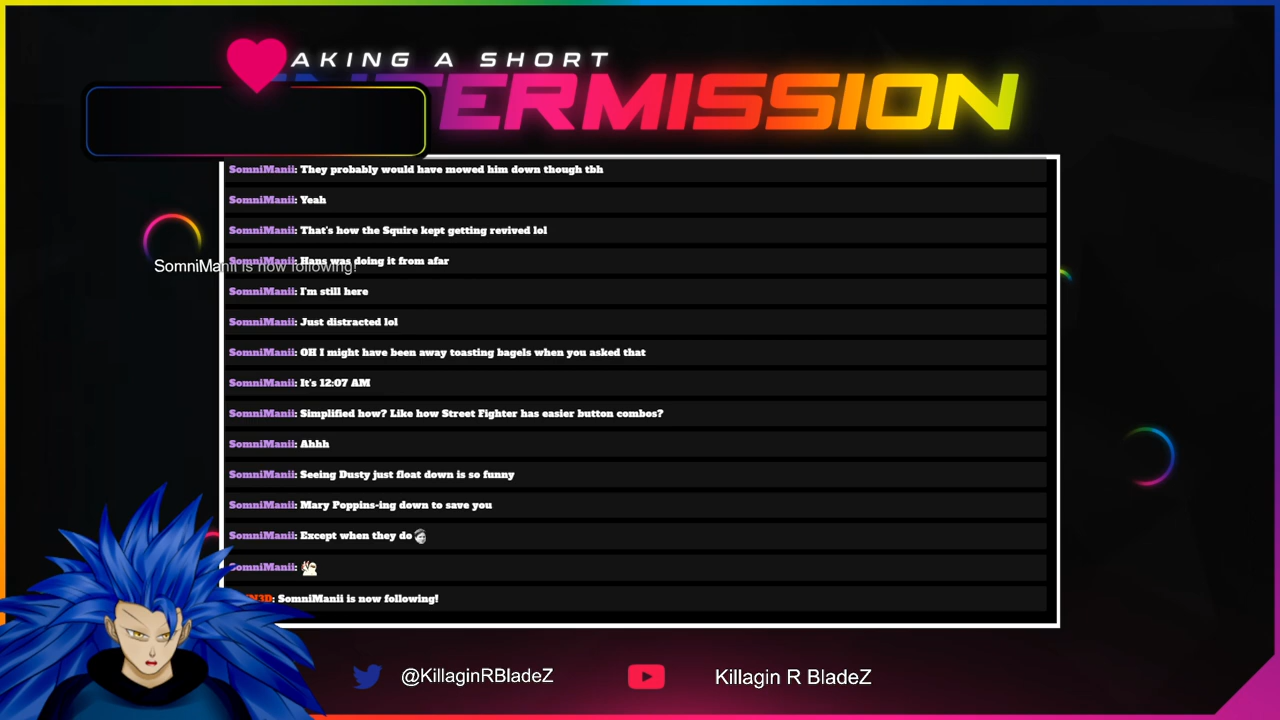 AKING A SHORT
TERMISSION
SomniManii: They probably would have mowed him down though tbh
SomniManii: Yeah
SomniManii: That's how the Squire kept getting revived lol
SomniManii: Hans was doing it from afar
SomniManii is now following!
SomniManii: I'm still here
SomniManii: Just distracted lol
SomniManii: OH I might have been away toasting bagels when you asked that
SomniManii: It's 12:07 AM
SomniManii: Simplified how? Like how Street Fighter has easier button combos?
SomniManii: Ahhh
SomniManii: Seeing Dusty just float down is so funny
SomniManii: Mary Poppins-ing down to save you
SomniManii: Except when they do
SomniManii:
N3D: SomniManii is now following!
@KillaginRBladeZ
Killagin R BladeZ